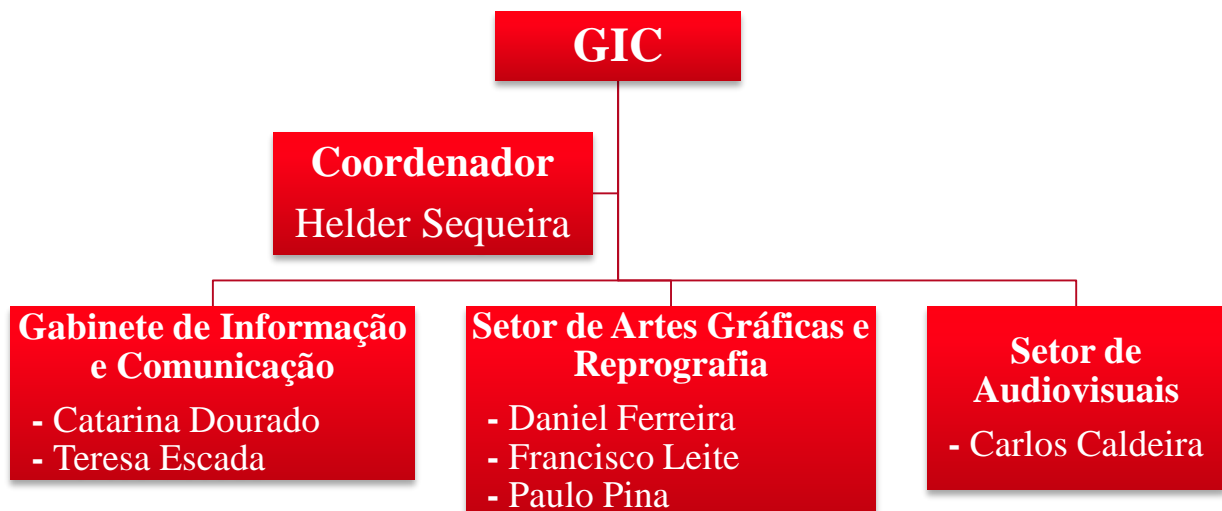 GIC
Coordenador
Helder Sequeira
Gabinete de Informação
e Comunicação
- Catarina Dourado
- Teresa Escada
Setor de Artes Gráficas e
Reprografia
- Daniel Ferreira
- Francisco Leite
- Paulo Pina
Setor de
Audiovisuais
- Carlos Caldeira